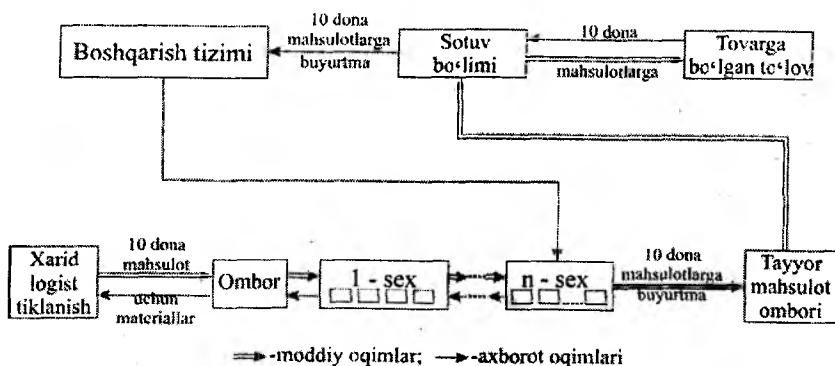 Boshqarish tizimi
10 dona
mahsulotlarga
buyurtma
Sotuv
bo‘limi
10 dona
mahsulotlarga
Tovarga
bo‘lgan to‘lov
Xarid
logist
tiklanish
10 dona
mahsulot
uchun
materiallar
Ombor
1 - sex
n - sex
10 dona
mahsulotlarga
buyurtma
Tayyor
mahsulot
ombori
-moddiy oqimlar; -axborot oqimlari